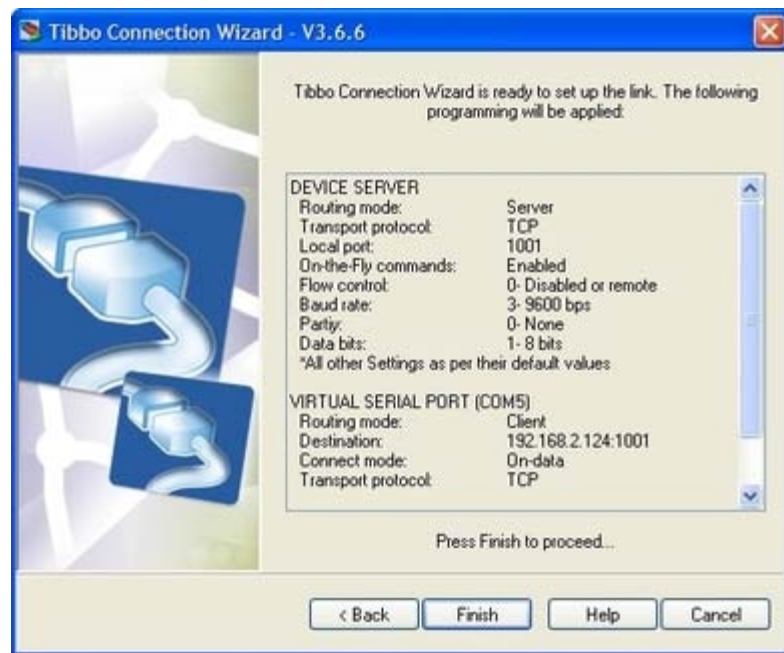 Tibbo Connection Wizard - V3.6.6
Tibbo Connection Wizard is ready to set up the link. The following
programming will be applied:
DEVICE SERVER
Routing mode: Server
Transport protocol: TCP
Local port: 1001
On-the-Fly commands: Enabled
Flow control: 0- Disabled or remote
Baud rate: 3- 9600 bps
Partiy: 0- None
Data bits: 1- 8 bits
*All other Settings as per their default values
VIRTUAL SERIAL PORT (COM5)
Routing mode: Client
Destination: 192.168.2.124:1001
Connect mode: On-data
Transport protocol: TCP
Press Finish to proceed...
< Back Finish Help Cancel